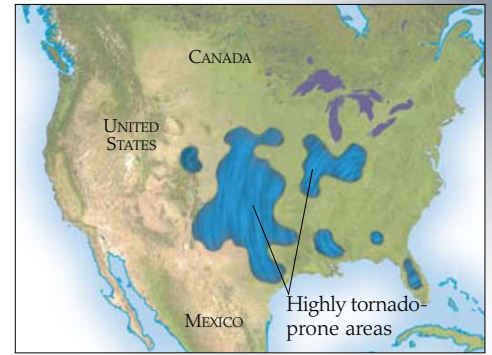 CANADA
UNITED
STATES
Highly tornado-
prone areas
MEXICO